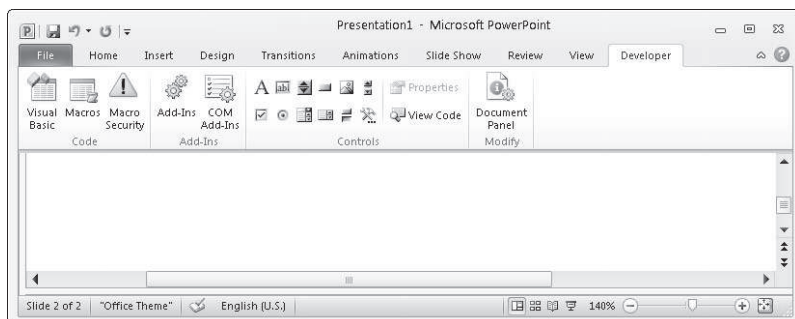 Presentation1 - Microsoft PowerPoint
File Home Insert Design Transitions Animations Slide Show Review View Developer
Visual Basic Macros Macro Security Add-Ins COM Add-Ins A ab Properties View Code Document Panel
Code Add-Ins Controls Modify
Slide 2 of 2 "Office Theme" English (U.S.) 140%